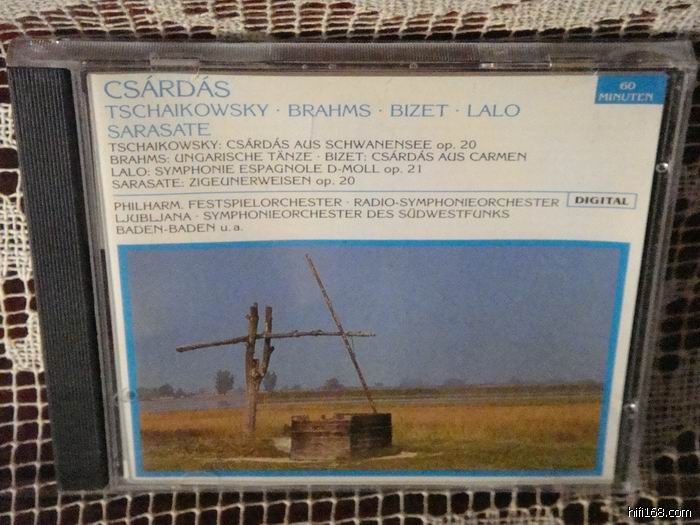 CSÁRDÁS
60
MINUTEN
TSCHAIKOWSKY · BRAHMS · BIZET · LALO
SARASATE
TSCHAIKOWSKY: CSÁRDÁS AUS SCHWANENSEE op. 20
BRAHMS: UNGARISCHE TÄNZE · BIZET: CSÁRDÁS AUS CARMEN
LALO: SYMPHONIE ESPAGNOLE D-MOLL op. 21
SARASATE: ZIGEUNERWEISEN op. 20
PHILHARM. FESTSPIELORCHESTER · RADIO-SYMPHONIEORCHESTER
DIGITAL
LJUBLJANA · SYMPHONIEORCHESTER DES SÜDWESTFUNKS
BADEN-BADEN u. a.
hifi168.com